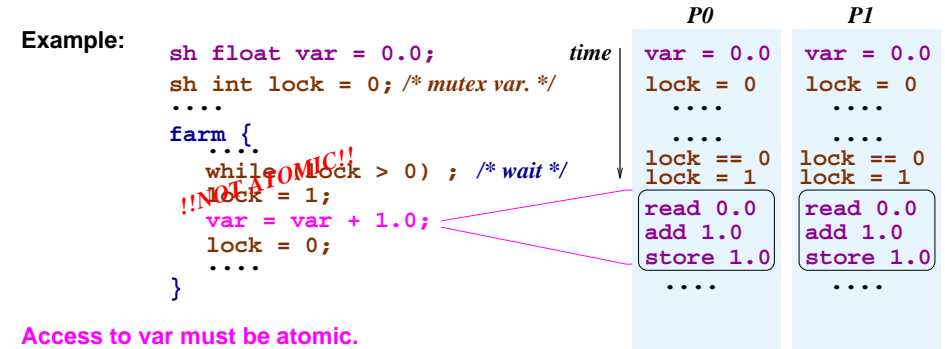 P0 P1
Example:
sh float var = 0.0; time var = 0.0 var = 0.0
sh int lock = 0; /* mutex var. */ lock = 0 lock = 0
.... .... ....
farm { .... ....
....
while (lock > 0) ; /* wait */ lock == 0 lock == 0
!!NOT ATOMIC!!
lock = 1; lock = 1 lock = 1
var = var + 1.0; read 0.0 read 0.0
lock = 0; add 1.0 add 1.0
.... store 1.0 store 1.0
} .... ....
Access to var must be atomic.